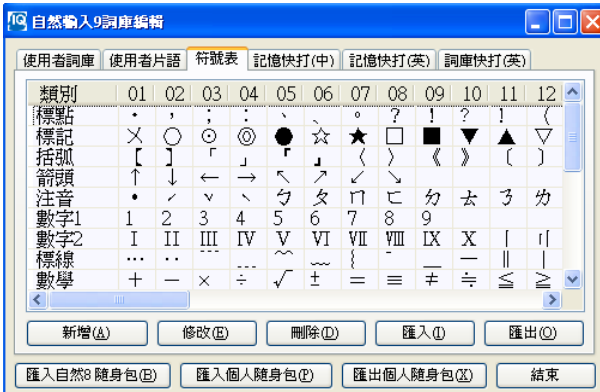 自然輸入9詞庫編輯
使用者詞庫 使用者片語 符號表 記憶快打(中) 記憶快打(英) 詞庫快打(英)
類別 01 02 03 04 05 06 07 08 09 10 11 12
標點 ‧ , ; : 、 ﹑ 。 ? ! ﹖ ﹗ (
標記 ╳ ○ ⊙ ◎ ● ☆ ★ □ ■ ▼ ▲ ▽
括弧 【 】 「 」 『 』 〈 〉 《 》 〔 〕
箭頭 ↑ ↓ ← → ↖ ↗ ↙ ↘
注音 ˙ ˊ ˇ ˋ ㄅ ㄆ ㄇ ㄈ ㄉ ㄊ ㄋ ㄌ
數字1 1 2 3 4 5 6 7 8 9
數字2 I II III IV V VI VII VIII IX X
標線 … ‥
數學 + — × ÷ √ ± = ≡ ≠ ≒ ≦ ≧
新增(A) 修改(E) 刪除(D) 匯入(I) 匯出(O)
匯入自然8 隨身包(B) 匯入個人隨身包(P) 匯出個人隨身包(X) 結束